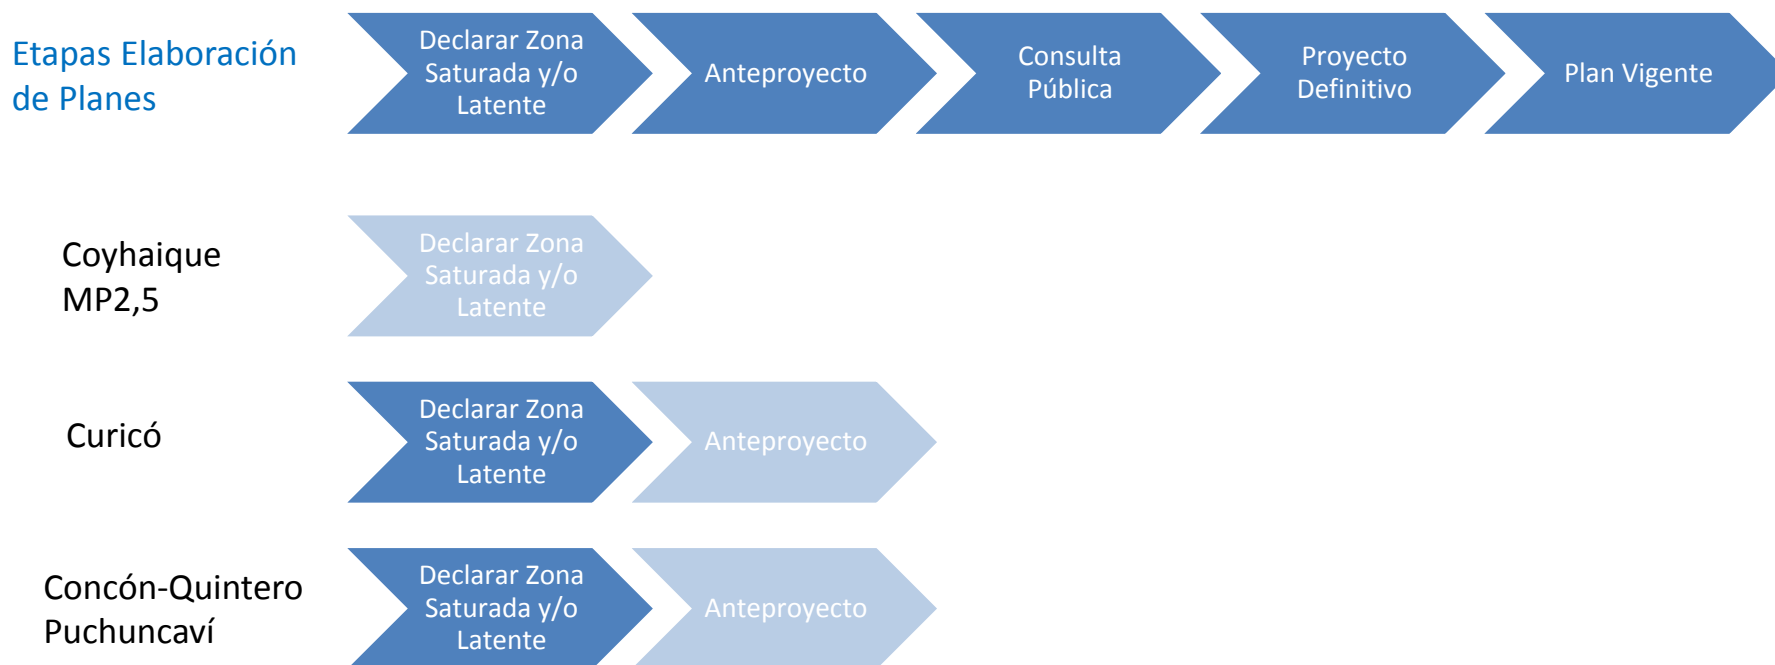 Etapas Elaboración
de Planes
Declarar Zona
Saturada y/o
Latente
Anteproyecto
Consulta
Pública
Proyecto
Definitivo
Plan Vigente
Coyhaique
MP2,5
Declarar Zona
Saturada y/o
Latente
Curicó
Declarar Zona
Saturada y/o
Latente
Anteproyecto
Concón-Quintero
Puchuncaví
Declarar Zona
Saturada y/o
Latente
Anteproyecto